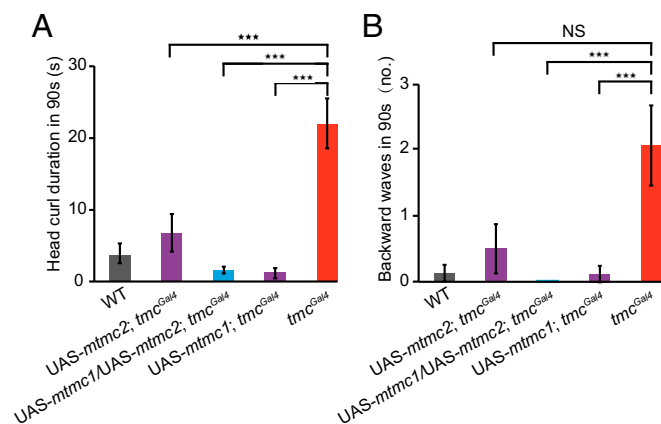 A
Head curl duration in 90s (s)
30
20
10
0
★★★
★★★
★★★
WT
UAS-mtmc2; tmcGal4
UAS-mtmc1/UAS-mtmc2; tmcGal4
UAS-mtmc1; tmcGal4
tmcGal4
B
Backward waves in 90s (no.)
3
2
1
0
NS
★★★
★★★
WT
UAS-mtmc2; tmcGal4
UAS-mtmc1/UAS-mtmc2; tmcGal4
UAS-mtmc1; tmcGal4
tmcGal4